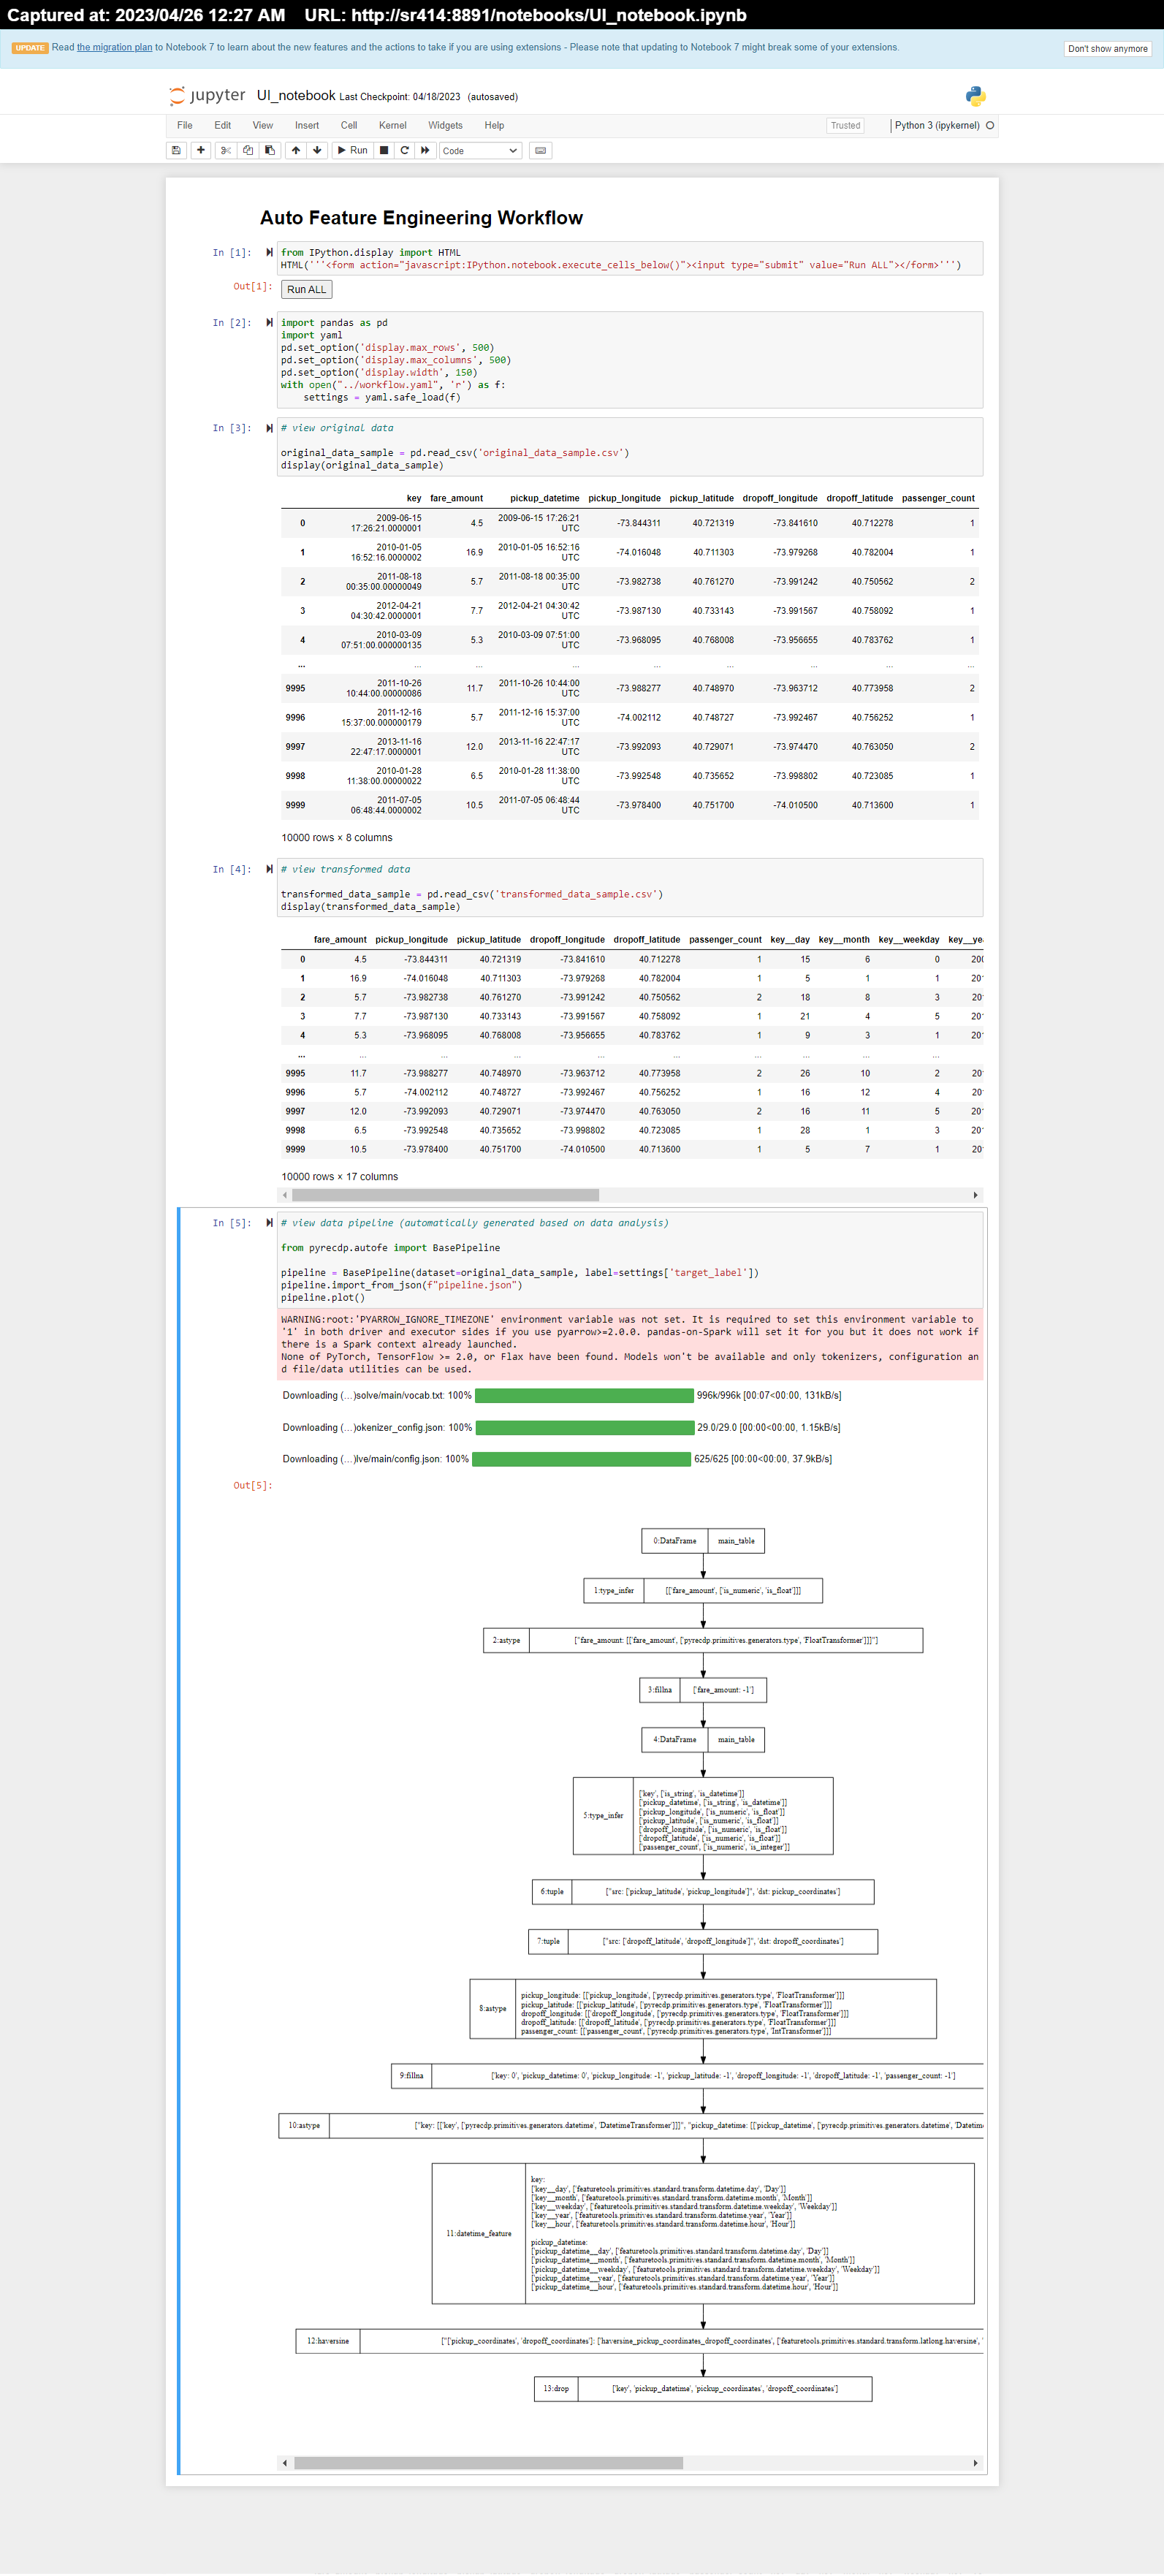 Captured at: 2023/04/26 12:27 AM    URL: http://sr414:8891/notebooks/UI_notebook.ipynb
UPDATE Read the migration plan to Notebook 7 to learn about the new features and the actions to take if you are using extensions - Please note that updating to Notebook 7 might break some of your extensions.
Don't show anymore
jupyter UI_notebook Last Checkpoint: 04/18/2023 (autosaved)
File Edit View Insert Cell Kernel Widgets Help Trusted Python 3 (ipykernel)
Run Code
Auto Feature Engineering Workflow
In [1]: from IPython.display import HTML
HTML('''<form action="javascript:IPython.notebook.execute_cells_below()"><input type="submit" value="Run ALL"></form>''')
Out[1]: Run ALL
In [2]: import pandas as pd
import yaml
pd.set_option('display.max_rows', 500)
pd.set_option('display.max_columns', 500)
pd.set_option('display.width', 150)
with open("../workflow.yaml", 'r') as f:
    settings = yaml.safe_load(f)
In [3]: # view original data
original_data_sample = pd.read_csv('original_data_sample.csv')
display(original_data_sample)
key fare_amount pickup_datetime pickup_longitude pickup_latitude dropoff_longitude dropoff_latitude passenger_count
0 2009-06-15 17:26:21.0000001 4.5 2009-06-15 17:26:21 UTC -73.844311 40.721319 -73.841610 40.712278 1
1 2010-01-05 16:52:16.0000002 16.9 2010-01-05 16:52:16 UTC -74.016048 40.711303 -73.979268 40.782004 1
2 2011-08-18 00:35:00.00000049 5.7 2011-08-18 00:35:00 UTC -73.982738 40.761270 -73.991242 40.750562 2
3 2012-04-21 04:30:42.0000001 7.7 2012-04-21 04:30:42 UTC -73.987130 40.733143 -73.991567 40.758092 1
4 2010-03-09 07:51:00.000000135 5.3 2010-03-09 07:51:00 UTC -73.968095 40.768008 -73.956655 40.783762 1
... ... ... ... ... ... ... ... ...
9995 2011-10-26 10:44:00.00000086 11.7 2011-10-26 10:44:00 UTC -73.988277 40.748970 -73.963712 40.773958 2
9996 2011-12-16 15:37:00.000000179 5.7 2011-12-16 15:37:00 UTC -74.002112 40.748727 -73.992467 40.756252 1
9997 2013-11-16 22:47:17.0000001 12.0 2013-11-16 22:47:17 UTC -73.992093 40.729071 -73.974470 40.763050 2
9998 2010-01-28 11:38:00.00000022 6.5 2010-01-28 11:38:00 UTC -73.992548 40.735652 -73.998802 40.723085 1
9999 2011-07-05 06:48:44.0000002 10.5 2011-07-05 06:48:44 UTC -73.978400 40.751700 -74.010500 40.713600 1
10000 rows × 8 columns
In [4]: # view transformed data
transformed_data_sample = pd.read_csv('transformed_data_sample.csv')
display(transformed_data_sample)
fare_amount pickup_longitude pickup_latitude dropoff_longitude dropoff_latitude passenger_count key__day key__month key__weekday key__yea
0 4.5 -73.844311 40.721319 -73.841610 40.712278 1 15 6 0 200
1 16.9 -74.016048 40.711303 -73.979268 40.782004 1 5 1 1 201
2 5.7 -73.982738 40.761270 -73.991242 40.750562 2 18 8 3 201
3 7.7 -73.987130 40.733143 -73.991567 40.758092 1 21 4 5 201
4 5.3 -73.968095 40.768008 -73.956655 40.783762 1 9 3 1 201
... ... ... ... ... ... ... ... ... ...
9995 11.7 -73.988277 40.748970 -73.963712 40.773958 2 26 10 2 201
9996 5.7 -74.002112 40.748727 -73.992467 40.756252 1 16 12 4 201
9997 12.0 -73.992093 40.729071 -73.974470 40.763050 2 16 11 5 201
9998 6.5 -73.992548 40.735652 -73.998802 40.723085 1 28 1 3 201
9999 10.5 -73.978400 40.751700 -74.010500 40.713600 1 5 7 1 201
10000 rows × 17 columns
In [5]: # view data pipeline (automatically generated based on data analysis)
from pyrecdp.autofe import BasePipeline
pipeline = BasePipeline(dataset=original_data_sample, label=settings['target_label'])
pipeline.import_from_json(f"pipeline.json")
pipeline.plot()
WARNING:root:'PYARROW_IGNORE_TIMEZONE' environment variable was not set. It is required to set this environment variable to
'1' in both driver and executor sides if you use pyarrow>=2.0.0. pandas-on-Spark will set it for you but it does not work if
there is a Spark context already launched.
None of PyTorch, TensorFlow >= 2.0, or Flax have been found. Models won't be available and only tokenizers, configuration an
d file/data utilities can be used.
Downloading (…)solve/main/vocab.txt: 100% 996k/996k [00:07<00:00, 131kB/s]
Downloading (…)okenizer_config.json: 100% 29.0/29.0 [00:00<00:00, 1.15kB/s]
Downloading (…)lve/main/config.json: 100% 625/625 [00:00<00:00, 37.9kB/s]
Out[5]:
0:DataFrame main_table
1:type_infer [['fare_amount', ['is_numeric', 'is_float']]]
2:astype ["fare_amount: [['fare_amount', ['pyrecdp.primitives.generators.type', 'FloatTransformer']]]"]
3:fillna ['fare_amount: -1']
4:DataFrame main_table
5:type_infer
['key', ['is_string', 'is_datetime']]
['pickup_datetime', ['is_string', 'is_datetime']]
['pickup_longitude', ['is_numeric', 'is_float']]
['pickup_latitude', ['is_numeric', 'is_float']]
['dropoff_longitude', ['is_numeric', 'is_float']]
['dropoff_latitude', ['is_numeric', 'is_float']]
['passenger_count', ['is_numeric', 'is_integer']]
6:tuple ["src: ['pickup_latitude', 'pickup_longitude']", 'dst: pickup_coordinates']
7:tuple ["src: ['dropoff_latitude', 'dropoff_longitude']", 'dst: dropoff_coordinates']
8:astype
pickup_longitude: [['pickup_longitude', ['pyrecdp.primitives.generators.type', 'FloatTransformer']]]
pickup_latitude: [['pickup_latitude', ['pyrecdp.primitives.generators.type', 'FloatTransformer']]]
dropoff_longitude: [['dropoff_longitude', ['pyrecdp.primitives.generators.type', 'FloatTransformer']]]
dropoff_latitude: [['dropoff_latitude', ['pyrecdp.primitives.generators.type', 'FloatTransformer']]]
passenger_count: [['passenger_count', ['pyrecdp.primitives.generators.type', 'IntTransformer']]]
9:fillna ['key: 0', 'pickup_datetime: 0', 'pickup_longitude: -1', 'pickup_latitude: -1', 'dropoff_longitude: -1', 'dropoff_latitude: -1', 'passenger_count: -1']
10:astype ["key: [['key', ['pyrecdp.primitives.generators.datetime', 'DatetimeTransformer']]]", "pickup_datetime: [['pickup_datetime', ['pyrecdp.primitives.generators.datetime', 'Datetim
11:datetime_feature
key:
['key__day', ['featuretools.primitives.standard.transform.datetime.day', 'Day']]
['key__month', ['featuretools.primitives.standard.transform.datetime.month', 'Month']]
['key__weekday', ['featuretools.primitives.standard.transform.datetime.weekday', 'Weekday']]
['key__year', ['featuretools.primitives.standard.transform.datetime.year', 'Year']]
['key__hour', ['featuretools.primitives.standard.transform.datetime.hour', 'Hour']]
pickup_datetime:
['pickup_datetime__day', ['featuretools.primitives.standard.transform.datetime.day', 'Day']]
['pickup_datetime__month', ['featuretools.primitives.standard.transform.datetime.month', 'Month']]
['pickup_datetime__weekday', ['featuretools.primitives.standard.transform.datetime.weekday', 'Weekday']]
['pickup_datetime__year', ['featuretools.primitives.standard.transform.datetime.year', 'Year']]
['pickup_datetime__hour', ['featuretools.primitives.standard.transform.datetime.hour', 'Hour']]
12:haversine ["['pickup_coordinates', 'dropoff_coordinates']: ['haversine_pickup_coordinates_dropoff_coordinates', ['featuretools.primitives.standard.transform.latlong.haversine', '
13:drop ['key', 'pickup_datetime', 'pickup_coordinates', 'dropoff_coordinates']